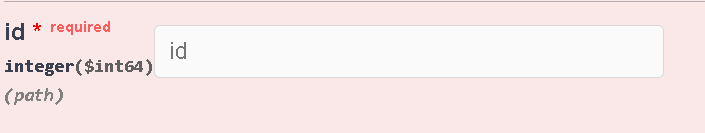 id * required
id
integer($int64)
(path)